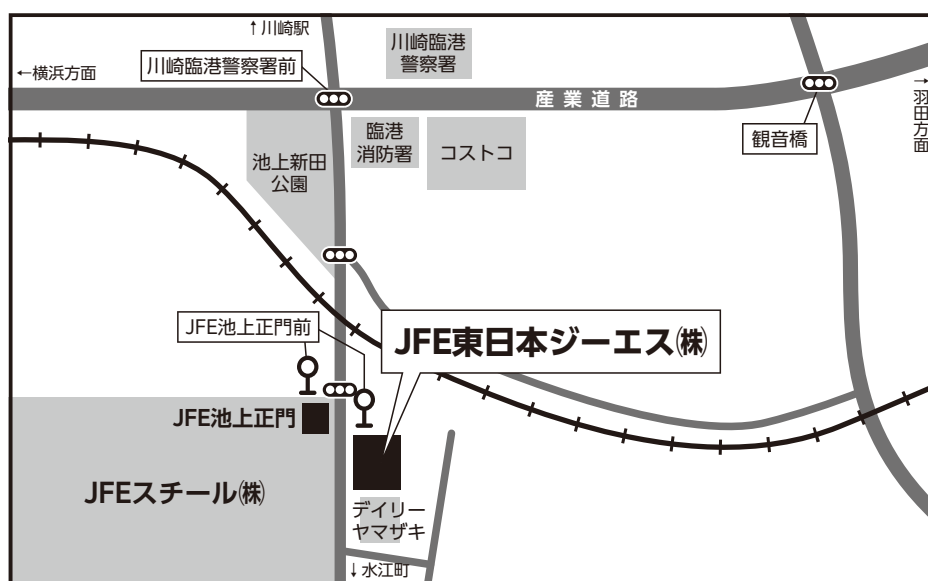 ↑川崎駅
川崎臨港
警察署
←横浜方面
川崎臨港警察署前
産業道路
→羽田方面
観音橋
池上新田
公園
臨港
消防署
コストコ
JFE池上正門前
JFE東日本ジーエス㈱
JFE池上正門
JFEスチール㈱
デイリー
ヤマザキ
↓水江町